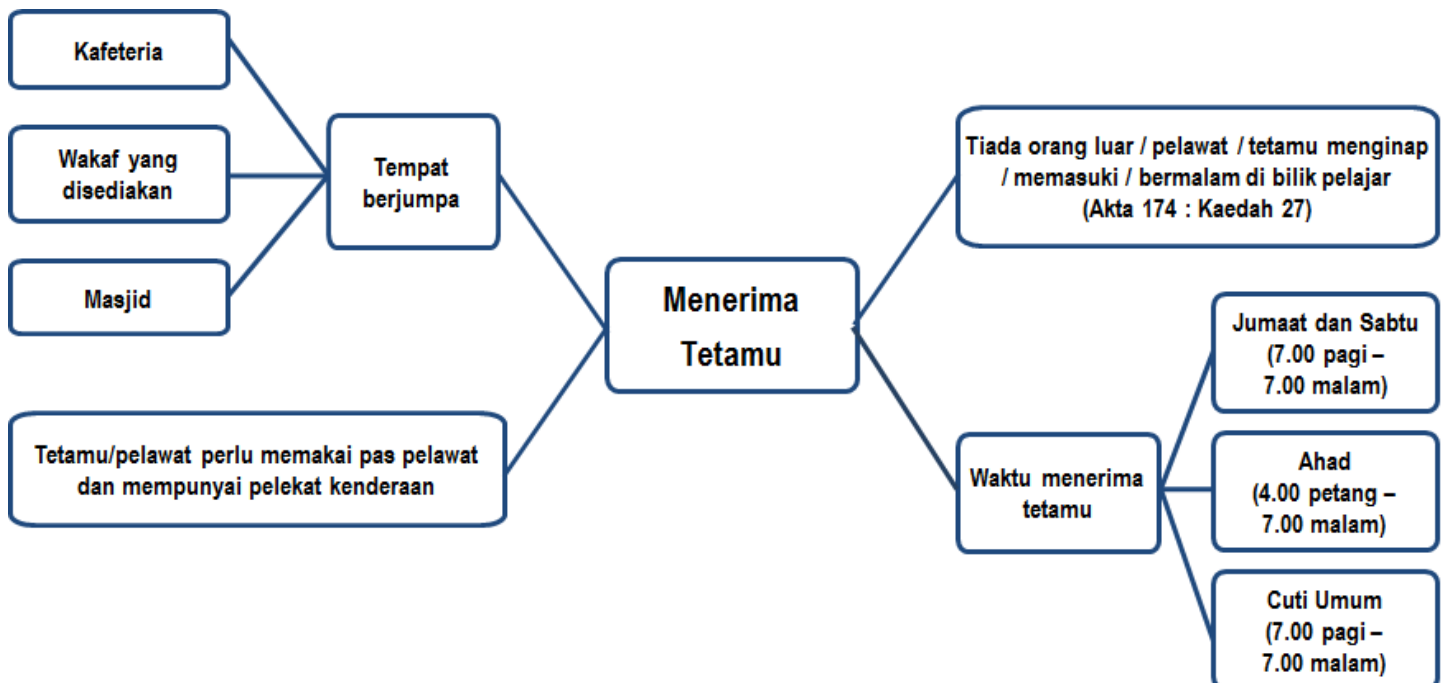 Kafeteria
Wakaf yang
disediakan
Masjid
Tempat
berjumpa
Tetamu/pelawat perlu memakai pas pelawat
dan mempunyai pelekat kenderaan
Menerima
Tetamu
Tiada orang luar / pelawat / tetamu menginap
/ memasuki / bermalam di bilik pelajar
(Akta 174 : Kaedah 27)
Waktu menerima
tetamu
Jumaat dan Sabtu
(7.00 pagi –
7.00 malam)
Ahad
(4.00 petang –
7.00 malam)
Cuti Umum
(7.00 pagi –
7.00 malam)